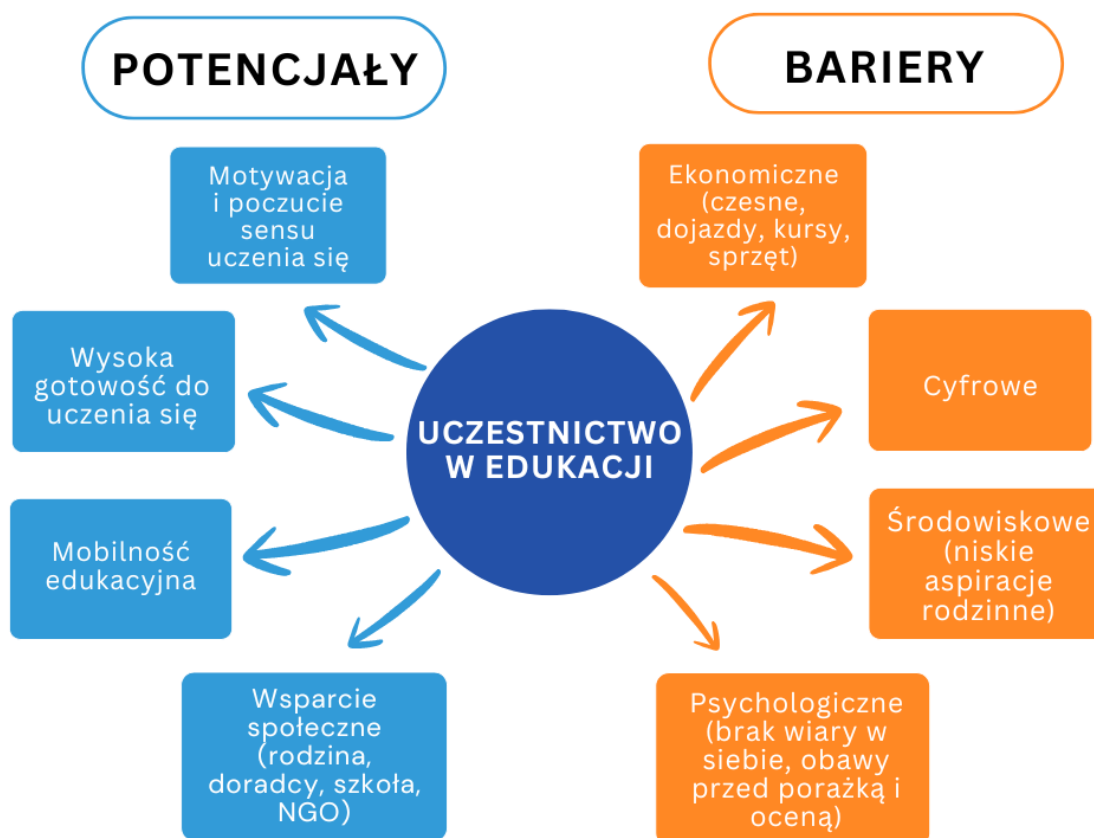 POTENCJAŁY
Motywacja
i poczucie
sensu
uczenia się
Wysoka
gotowość do
uczenia się
Mobilność
edukacyjna
Wsparcie
społeczne
(rodzina,
doradcy, szkoła,
NGO)
UCZESTNICTWO
W EDUKACJI
BARIERY
Ekonomiczne
(czesne,
dojazdy, kursy,
sprzęt)
Cyfrowe
Środowiskowe
(niskie
aspiracje
rodzinne)
Psychologiczne
(brak wiary w
siebie, obawy
przed porażką i
oceną)